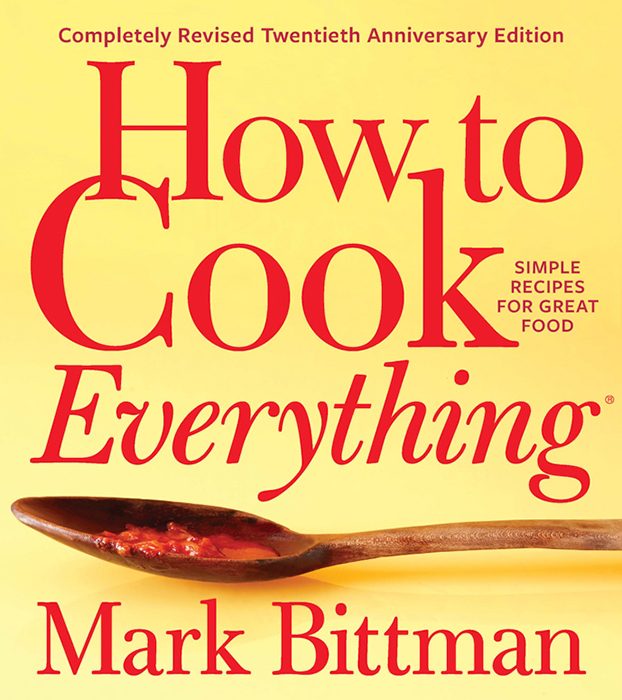 Completely Revised Twentieth Anniversary Edition
How to
Cook
SIMPLE
RECIPES
FOR GREAT
FOOD
Everything®
Mark Bittman